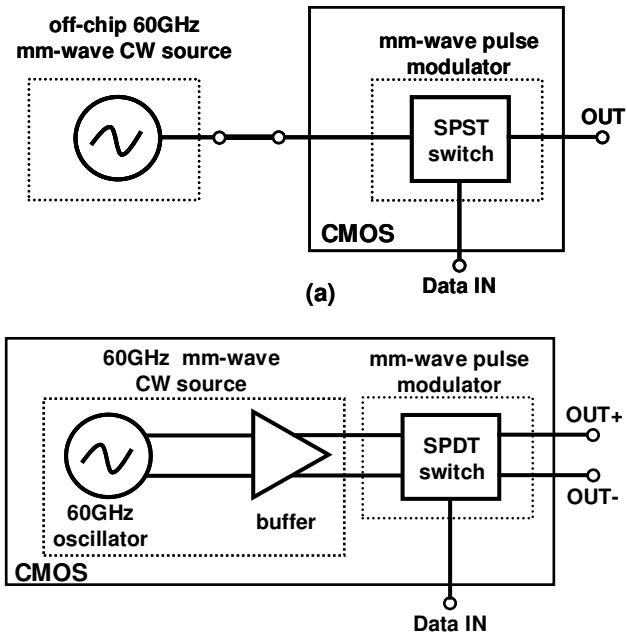 off-chip 60GHz
mm-wave CW source
mm-wave pulse
modulator
SPST
switch
OUT
CMOS
Data IN
(a)
60GHz mm-wave
CW source
mm-wave pulse
modulator
SPDT
switch
OUT+
OUT-
60GHz
oscillator
buffer
CMOS
Data IN